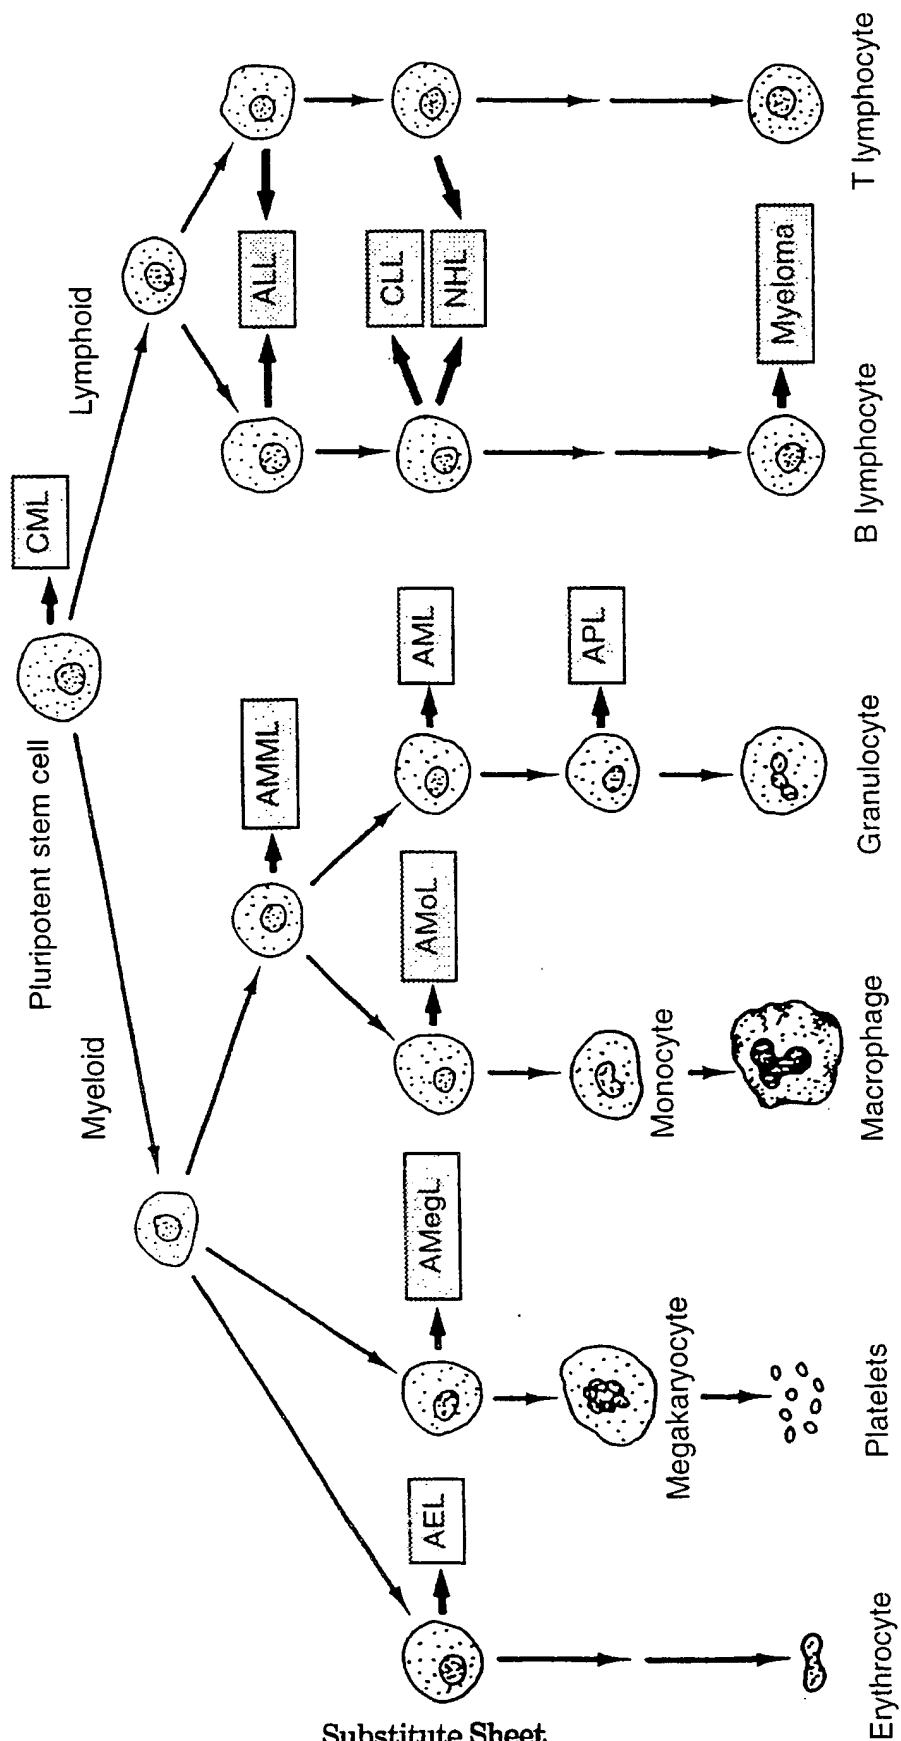 Pluripotent stem cell
CML
Myeloid
Lymphoid
AMML
ALL
AEL
AMegL
AMoL
AML
CLL
NHL
APL
Megakaryocyte
Monocyte
Myeloma
Erythrocyte
Platelets
Macrophage
Granulocyte
B lymphocyte
T lymphocyte
Substitute Sheet